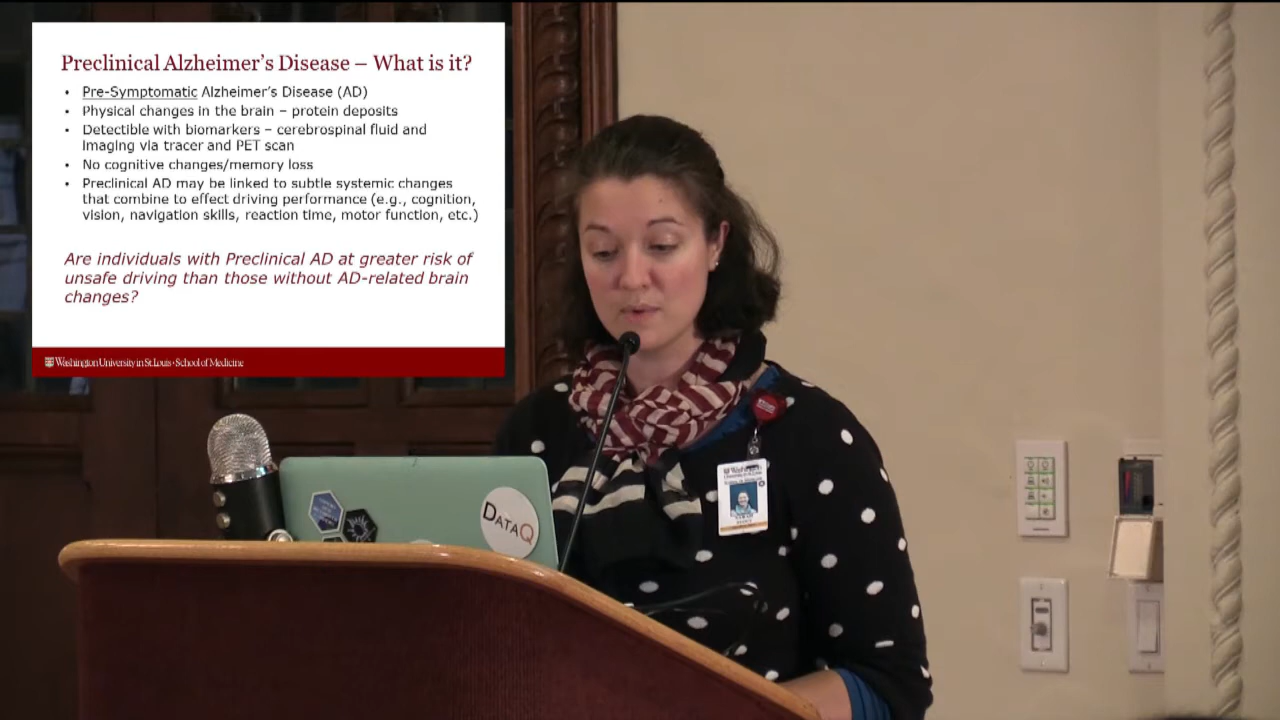 Preclinical Alzheimer's Disease – What is it?
• Pre-Symptomatic Alzheimer's Disease (AD)
• Physical changes in the brain – protein deposits
• Detectible with biomarkers – cerebrospinal fluid and
imaging via tracer and PET scan
• No cognitive changes/memory loss
• Preclinical AD may be linked to subtle systemic changes
that combine to effect driving performance (e.g., cognition,
vision, navigation skills, reaction time, motor function, etc.)
Are individuals with Preclinical AD at greater risk of
unsafe driving than those without AD-related brain
changes?
Washington University in St. Louis • School of Medicine
DATAQ